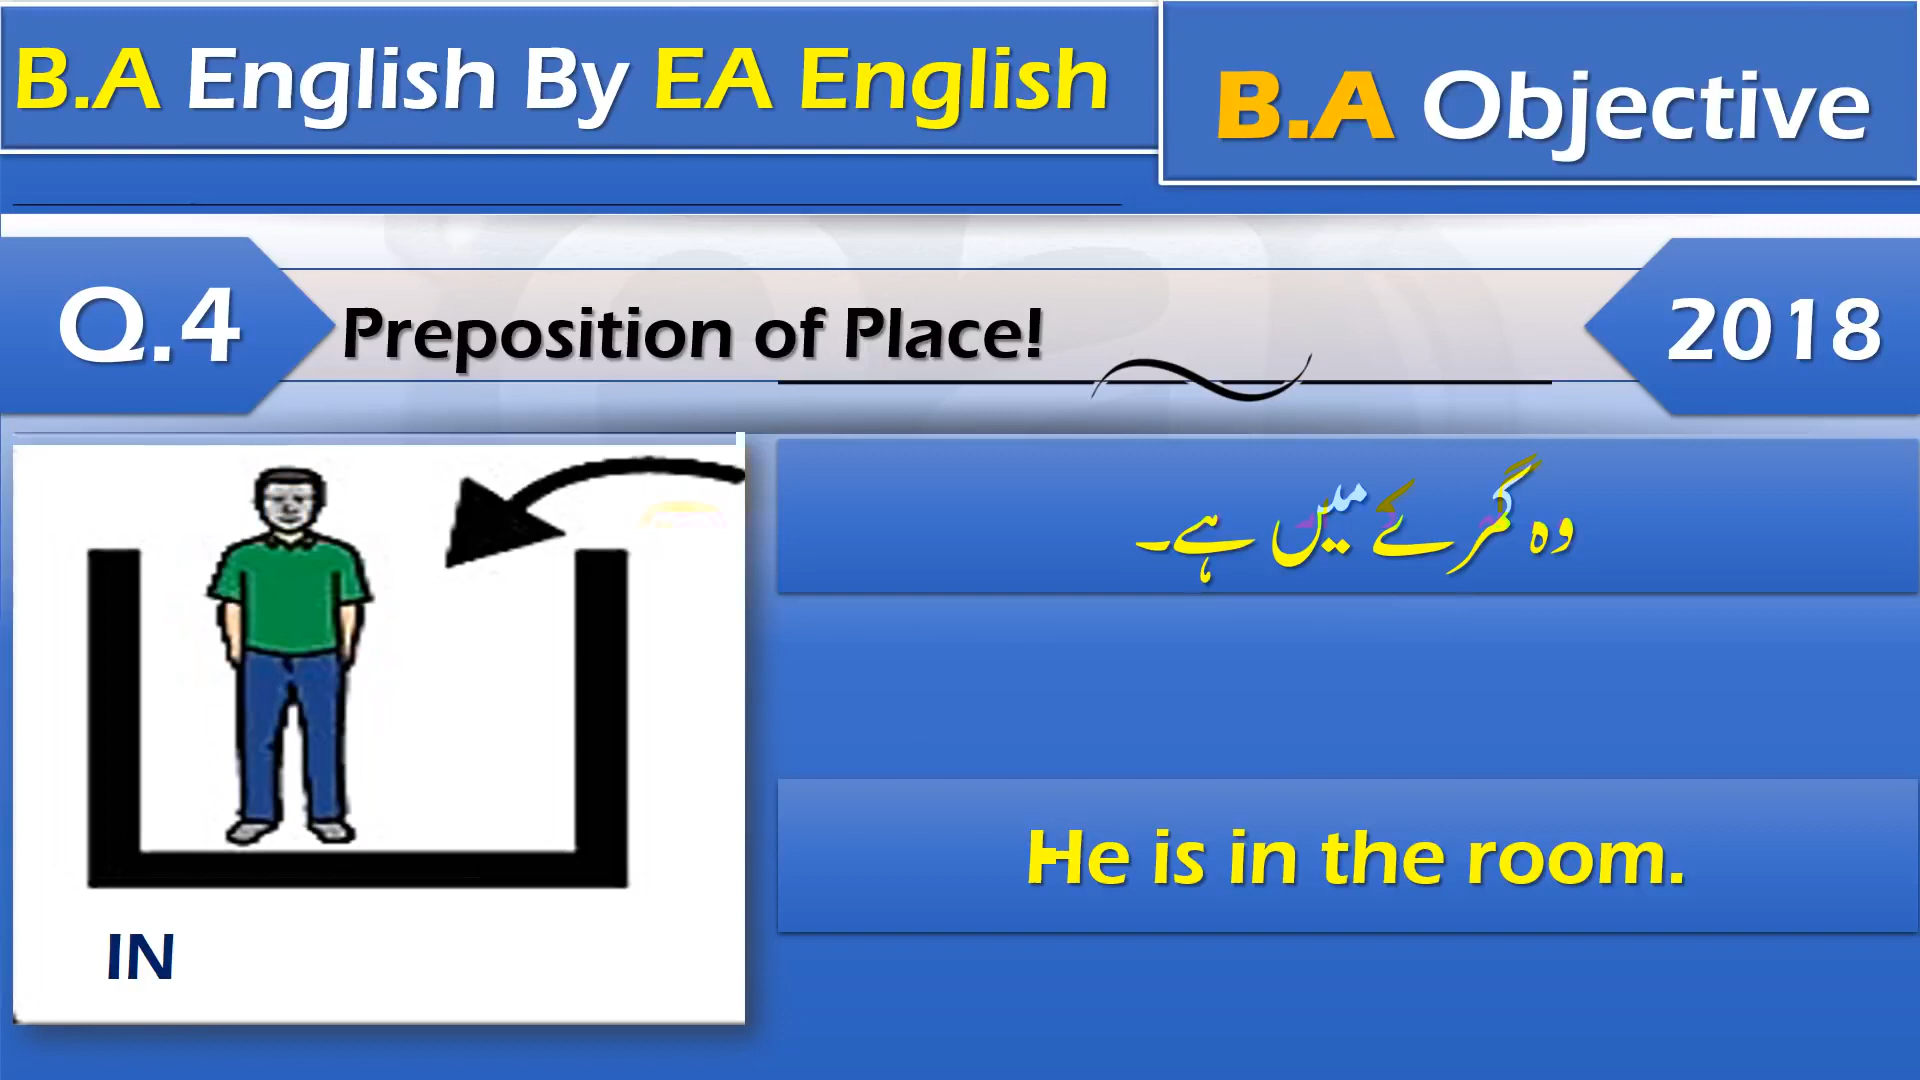 B.A English By EA English
B.A Objective
Q.4
Preposition of Place!
2018
وہ کمرے میں ہے۔
He is in the room.
IN